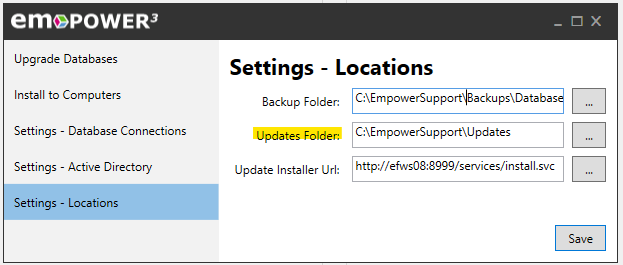 empower³
Upgrade Databases
Install to Computers
Settings - Database Connections
Settings - Active Directory
Settings - Locations
Settings - Locations
Backup Folder: C:\EmpowerSupport\Backups\Database ...
Updates Folder: C:\EmpowerSupport\Updates ...
Update Installer Url: http://efws08:8999/services/install.svc ...
Save